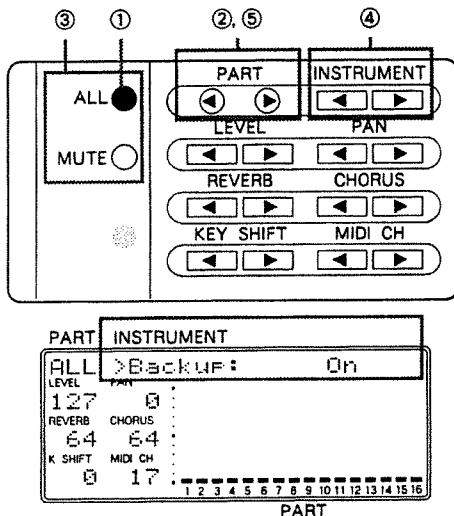 ③ ① ②, ⑤ ④
PART INSTRUMENT
ALL
LEVEL PAN
MUTE
REVERB CHORUS
KEY SHIFT MIDI CH
PART INSTRUMENT
ALL >Backup: On
LEVEL PAN
127 0
REVERB CHORUS
64 64
K SHIFT MIDI CH
0 17
1 2 3 4 5 6 7 8 9 10 11 12 13 14 15 16
PART